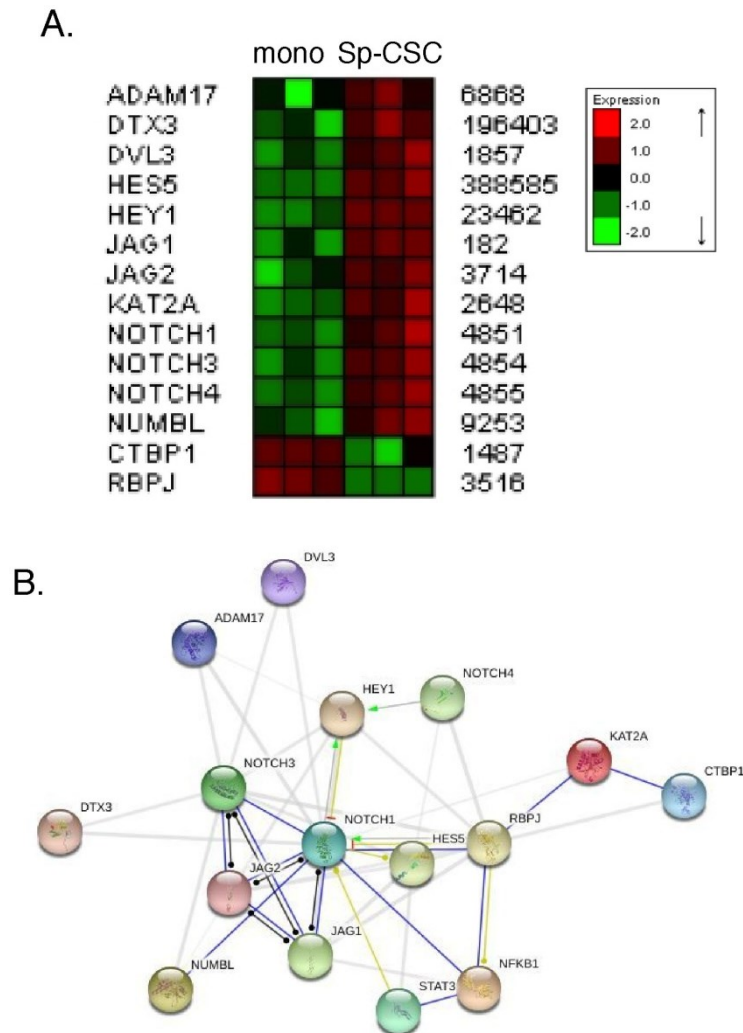 A.
mono Sp-CSC
ADAM17 6868
DTX3 196403
DVL3 1857
HES5 388585
HEY1 23462
JAG1 182
JAG2 3714
KAT2A 2648
NOTCH1 4851
NOTCH3 4854
NOTCH4 4855
NUMBL 9253
CTBP1 1487
RBPJ 3516
Expression
2.0
1.0
0.0
-1.0
-2.0
B.
DVL3
ADAM17
HEY1
NOTCH4
KAT2A
CTBP1
NOTCH3
DTX3
NOTCH1
HES5
RBPJ
JAG2
JAG1
NUMBL
STAT3
NFKB1